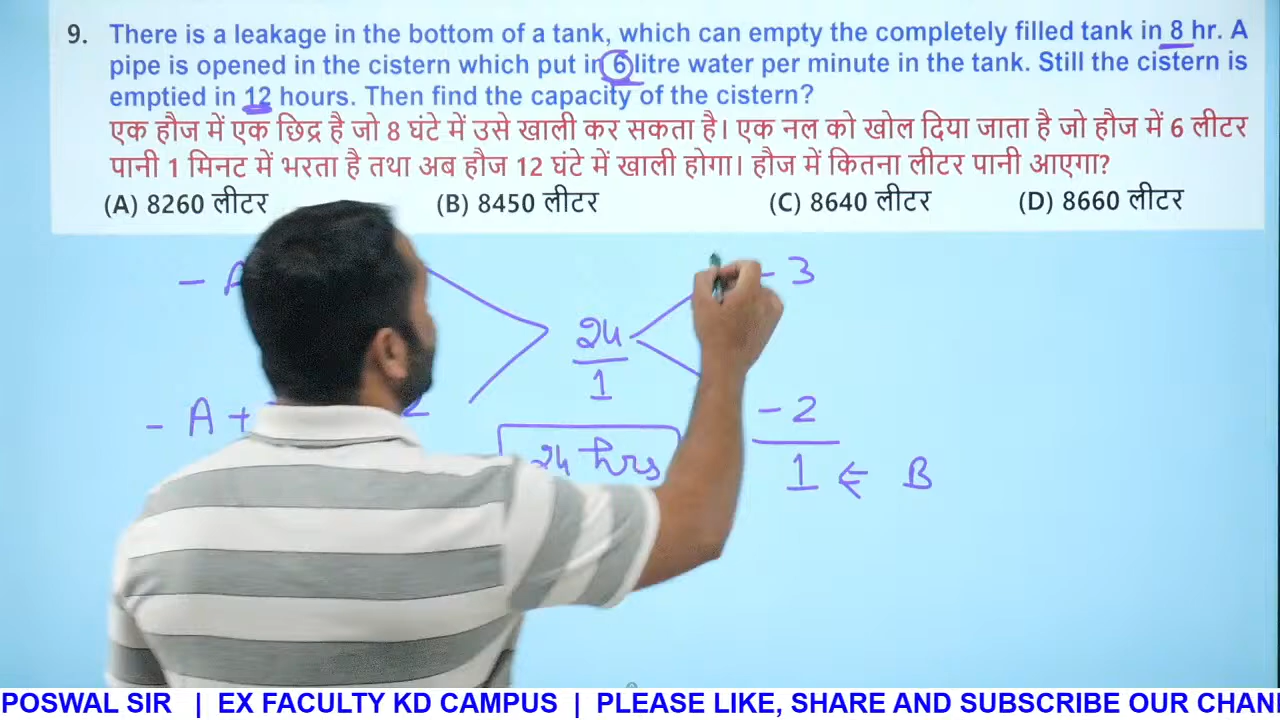 9. There is a leakage in the bottom of a tank, which can empty the completely filled tank in 8 hr. A
pipe is opened in the cistern which put in 6 litre water per minute in the tank. Still the cistern is
emptied in 12 hours. Then find the capacity of the cistern?
एक हौज में एक छिद्र है जो 8 घंटे में उसे खाली कर सकता है। एक नल को खोल दिया जाता है जो हौज में 6 लीटर
पानी 1 मिनट में भरता है तथा अब हौज 12 घंटे में खाली होगा। हौज में कितना लीटर पानी आएगा?
(A) 8260 लीटर (B) 8450 लीटर (C) 8640 लीटर (D) 8660 लीटर
- A
- 3
24
1
- A +
- 2
24 hrs
1 ← B
POSWAL SIR | EX FACULTY KD CAMPUS | PLEASE LIKE, SHARE AND SUBSCRIBE OUR CHAN